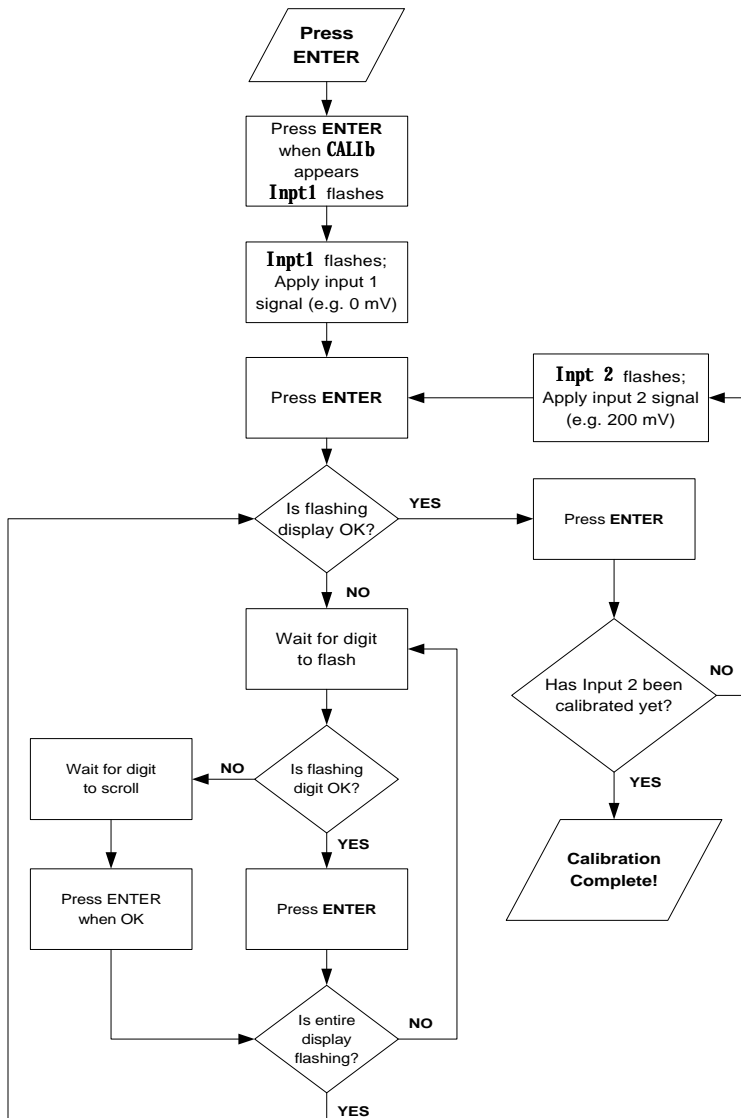 Press
ENTER
Press ENTER
when CALIb
appears
Inpt1 flashes
Inpt1 flashes;
Apply input 1
signal (e.g. 0 mV)
Press ENTER
Inpt 2 flashes;
Apply input 2 signal
(e.g. 200 mV)
Is flashing
display OK?
YES
Press ENTER
NO
Wait for digit
to flash
Has Input 2 been
calibrated yet?
NO
Wait for digit
to scroll
NO
Is flashing
digit OK?
YES
YES
Calibration
Complete!
Press ENTER
when OK
Press ENTER
Is entire
display
flashing?
NO
YES